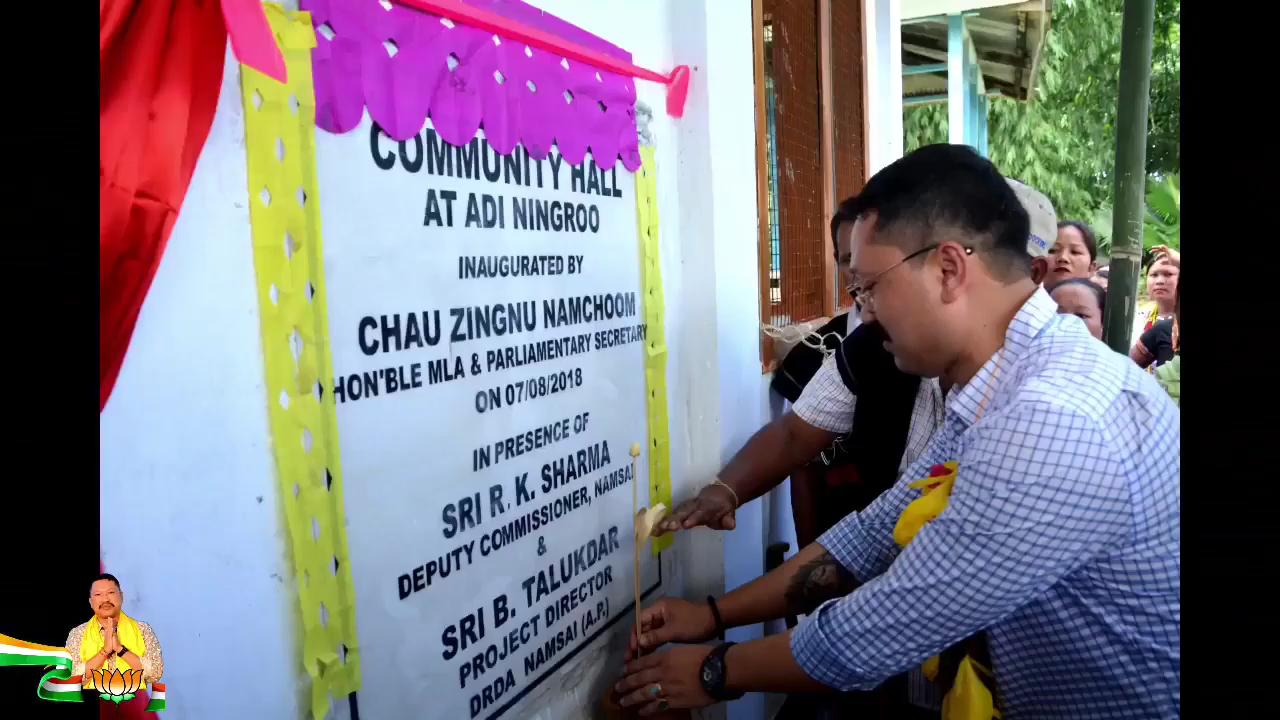 COMMUNITY HALL
AT ADI NINGROO
INAUGURATED BY
CHAU ZINGNU NAMCHOOM
HON'BLE MLA & PARLIAMENTARY SECRETARY
ON 07/08/2018
IN PRESENCE OF
SRI R. K. SHARMA
DEPUTY COMMISSIONER, NAMSAI
&
SRI B. TALUKDAR
PROJECT DIRECTOR
DRDA NAMSAI (A.P.)